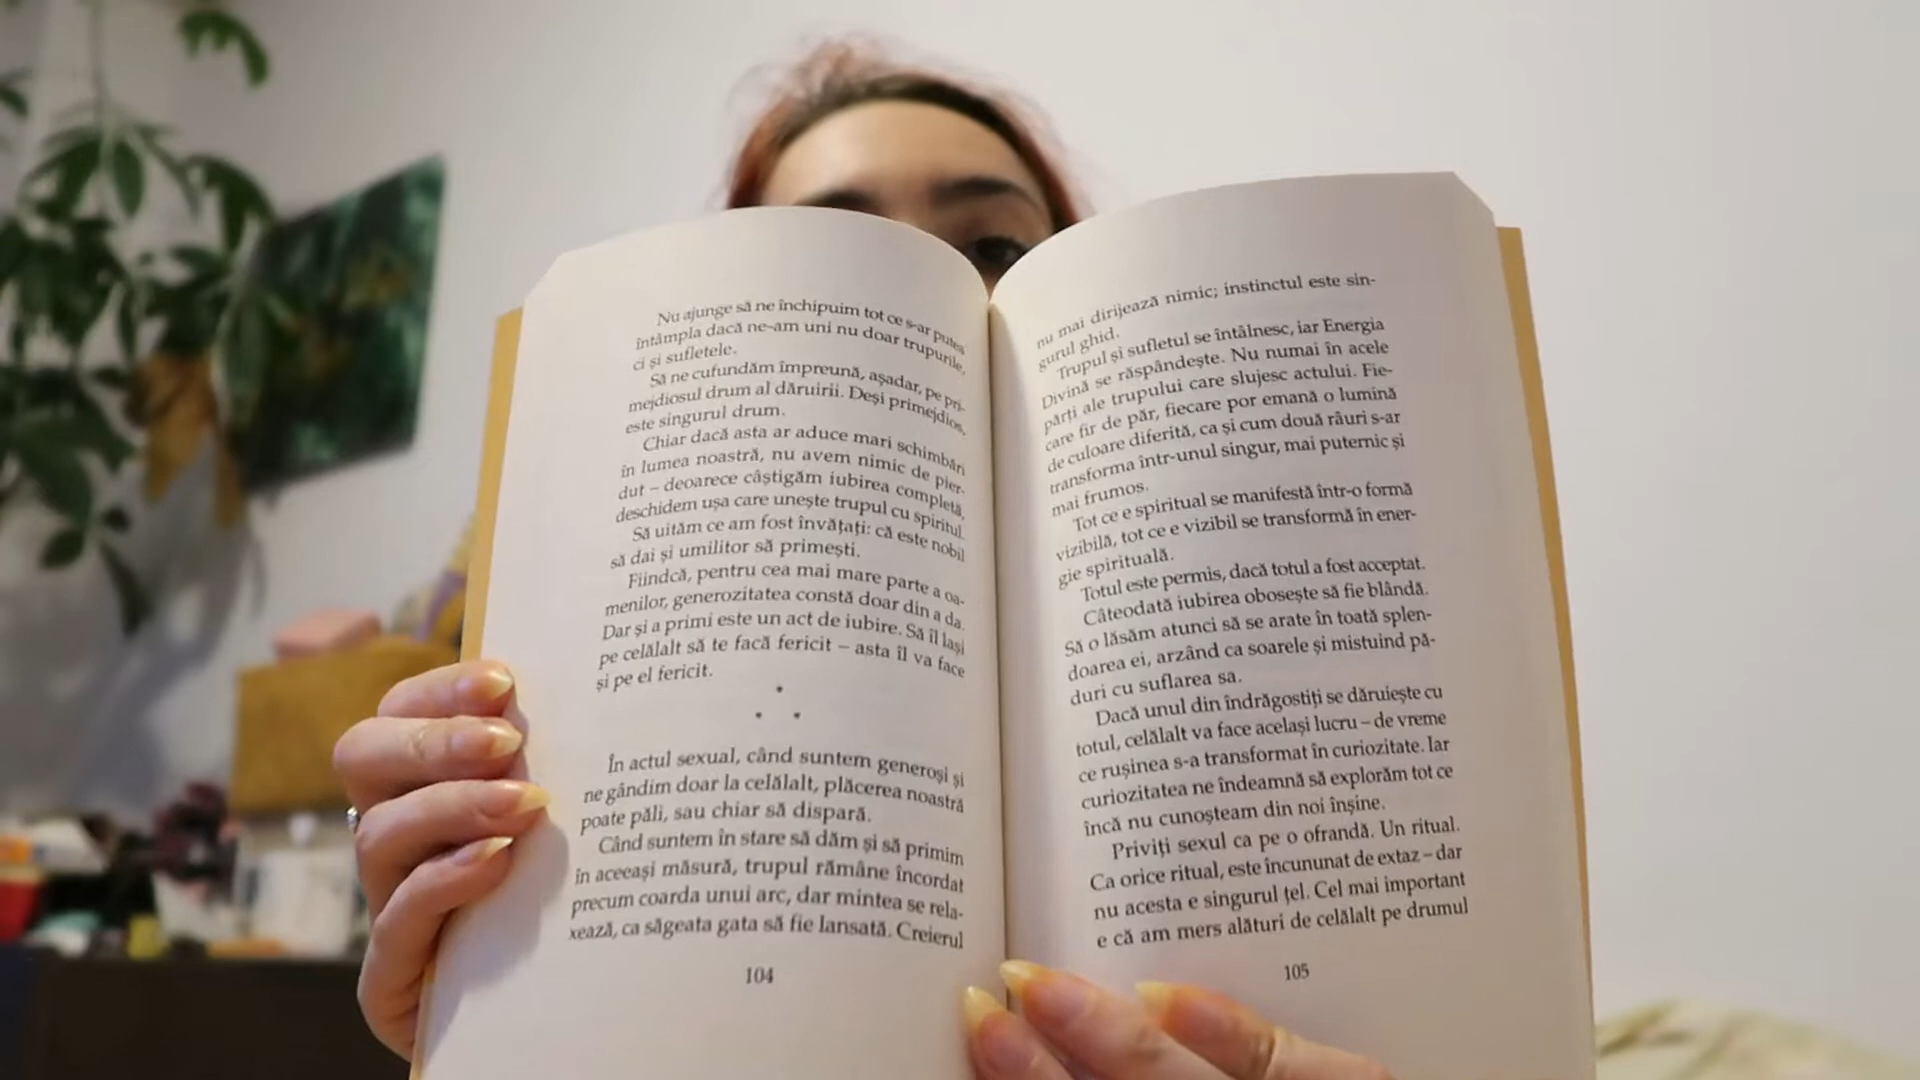 Nu ajunge să ne închipuim tot ce s-ar putea
întâmpla dacă ne-am uni nu doar trupurile,
ci și sufletele.
Să ne cufundăm împreună, așadar, pe pri-
mejdiosul drum al dăruirii. Deși primejdios,
este singurul drum.
Chiar dacă asta ar aduce mari schimbări
în lumea noastră, nu avem nimic de pier-
dut – deoarece câștigăm iubirea completă,
deschidem ușa care unește trupul cu spiritul.
Să uităm ce am fost învățați: că este nobil
să dai și umilitor să primești.
Fiindcă, pentru cea mai mare parte a oa-
menilor, generozitatea constă doar din a da.
Dar și a primi este un act de iubire. Să îl lași
pe celălalt să te facă fericit – asta îl va face
și pe el fericit.
*
* *
În actul sexual, când suntem generoși și
ne gândim doar la celălalt, plăcerea noastră
poate păli, sau chiar să dispară.
Când suntem în stare să dăm și să primim
în aceeași măsură, trupul rămâne încordat
precum coarda unui arc, dar mintea se rela-
xează, ca săgeata gata să fie lansată. Creierul
104
nu mai dirijează nimic; instinctul este sin-
gurul ghid.
Trupul și sufletul se întâlnesc, iar Energia
Divină se răspândește. Nu numai în acele
părți ale trupului care slujesc actului. Fie-
care fir de păr, fiecare por emană o lumină
de culoare diferită, ca și cum două râuri s-ar
transforma într-unul singur, mai puternic și
mai frumos.
Tot ce e spiritual se manifestă într-o formă
vizibilă, tot ce e vizibil se transformă în ener-
gie spirituală.
Totul este permis, dacă totul a fost acceptat.
Câteodată iubirea obosește să fie blândă.
Să o lăsăm atunci să se arate în toată splen-
doarea ei, arzând ca soarele și mistuind pă-
duri cu suflarea sa.
Dacă unul din îndrăgostiți se dăruiește cu
totul, celălalt va face același lucru – de vreme
ce rușinea s-a transformat în curiozitate. Iar
curiozitatea ne îndeamnă să explorăm tot ce
încă nu cunoșteam din noi înșine.
Priviți sexul ca pe o ofrandă. Un ritual.
Ca orice ritual, este încununat de extaz – dar
nu acesta e singurul țel. Cel mai important
e că am mers alături de celălalt pe drumul
105